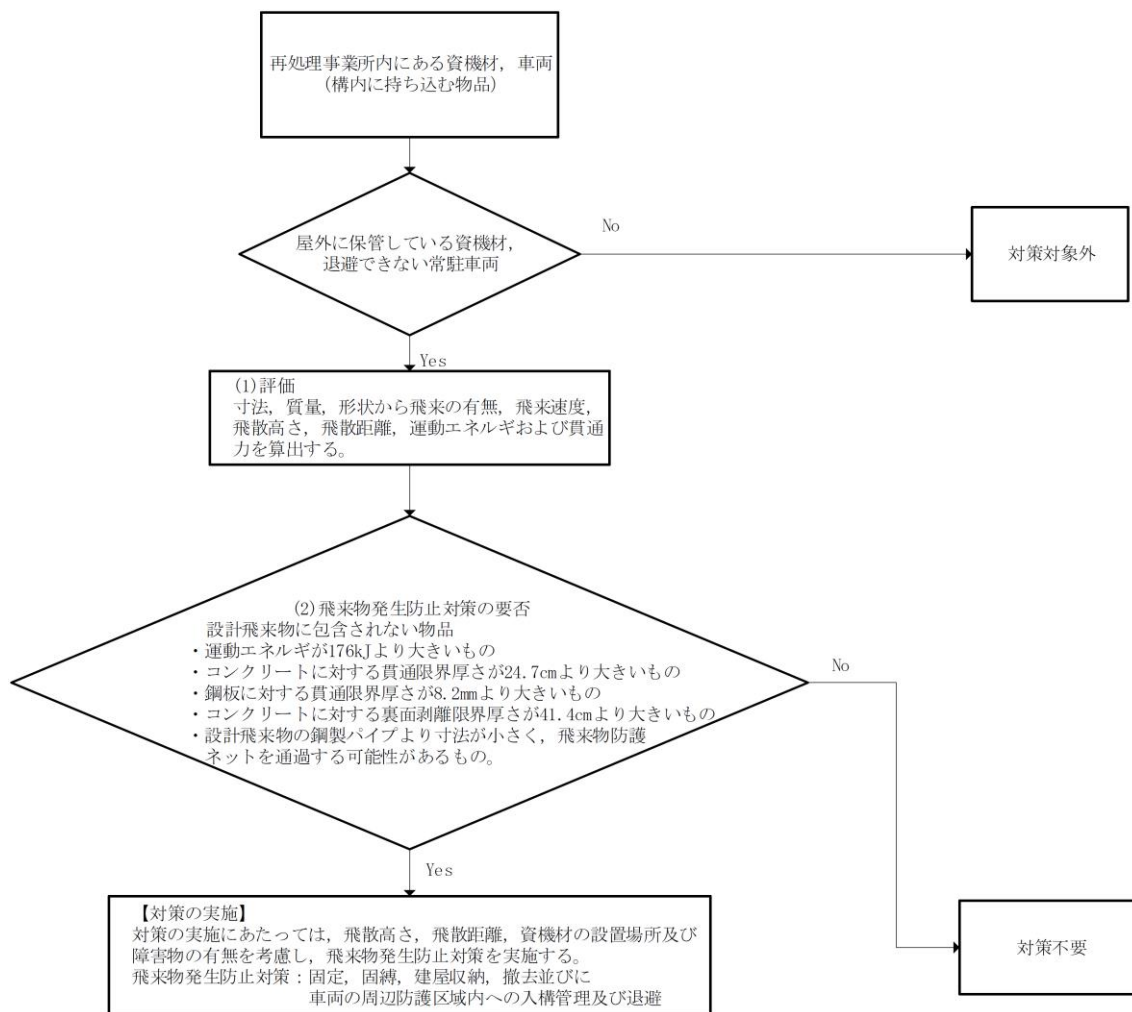 再処理事業所内にある資機材，車両
(構内に持ち込む物品)
屋外に保管している資機材，
退避できない常駐車両
No
対策対象外
Yes
(1)評価
寸法，質量，形状から飛来の有無，飛来速度，
飛散高さ，飛散距離，運動エネルギおよび貫通
力を算出する。
(2)飛来物発生防止対策の要否
設計飛来物に包含されない物品
・運動エネルギが176kJより大きいもの
・コンクリートに対する貫通限界厚さが24.7cmより大きいもの
・鋼板に対する貫通限界厚さが8.2mmより大きいもの
・コンクリートに対する裏面剥離限界厚さが41.4cmより大きいもの
・設計飛来物の鋼製パイプより寸法が小さく，飛来物防護
ネットを通過する可能性があるもの。
No
Yes
【対策の実施】
対策の実施にあたっては，飛散高さ，飛散距離，資機材の設置場所及び
障害物の有無を考慮し，飛来物発生防止対策を実施する。
飛来物発生防止対策：固定，固縛，建屋収納，撤去並びに
車両の周辺防護区域内への入構管理及び退避
対策不要